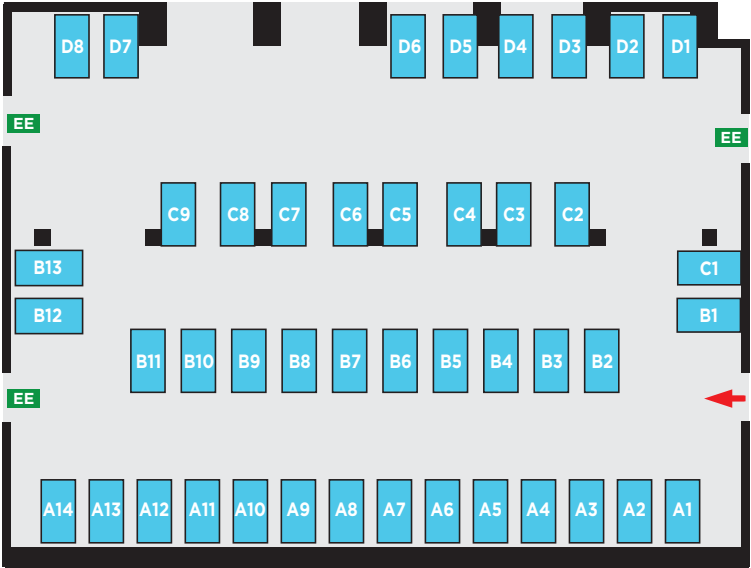 D8 D7 D6 D5 D4 D3 D2 D1
EE
EE
C9 C8 C7 C6 C5 C4 C3 C2
B13 C1
B12 B1
B11 B10 B9 B8 B7 B6 B5 B4 B3 B2
EE
A14 A13 A12 A11 A10 A9 A8 A7 A6 A5 A4 A3 A2 A1